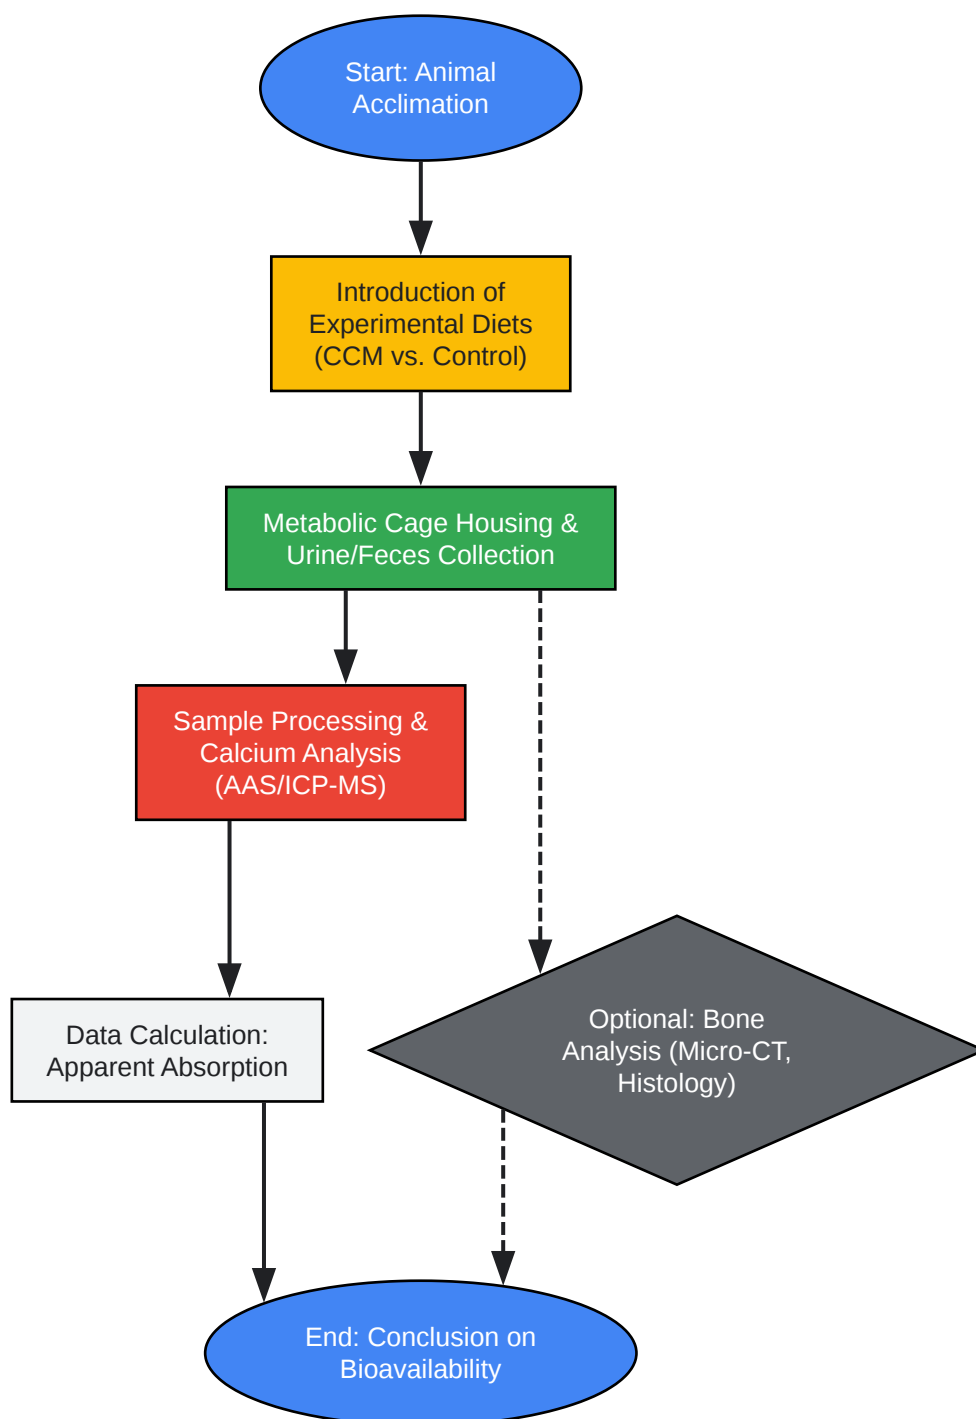 Start: Animal
Acclimation
Introduction of
Experimental Diets
(CCM vs. Control)
Metabolic Cage Housing &
Urine/Feces Collection
Sample Processing &
Calcium Analysis
(AAS/ICP-MS)
Data Calculation:
Apparent Absorption
Optional: Bone
Analysis (Micro-CT,
Histology)
End: Conclusion on
Bioavailability